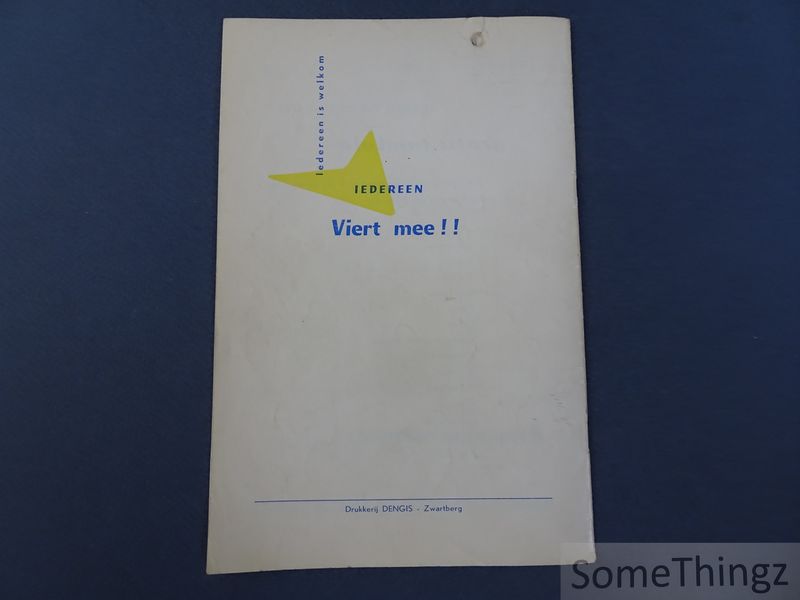 Iedereen is welkom
IEDEREEN
Viert mee!!
Drukkerij DENGIS - Zwartberg
SomeThingz